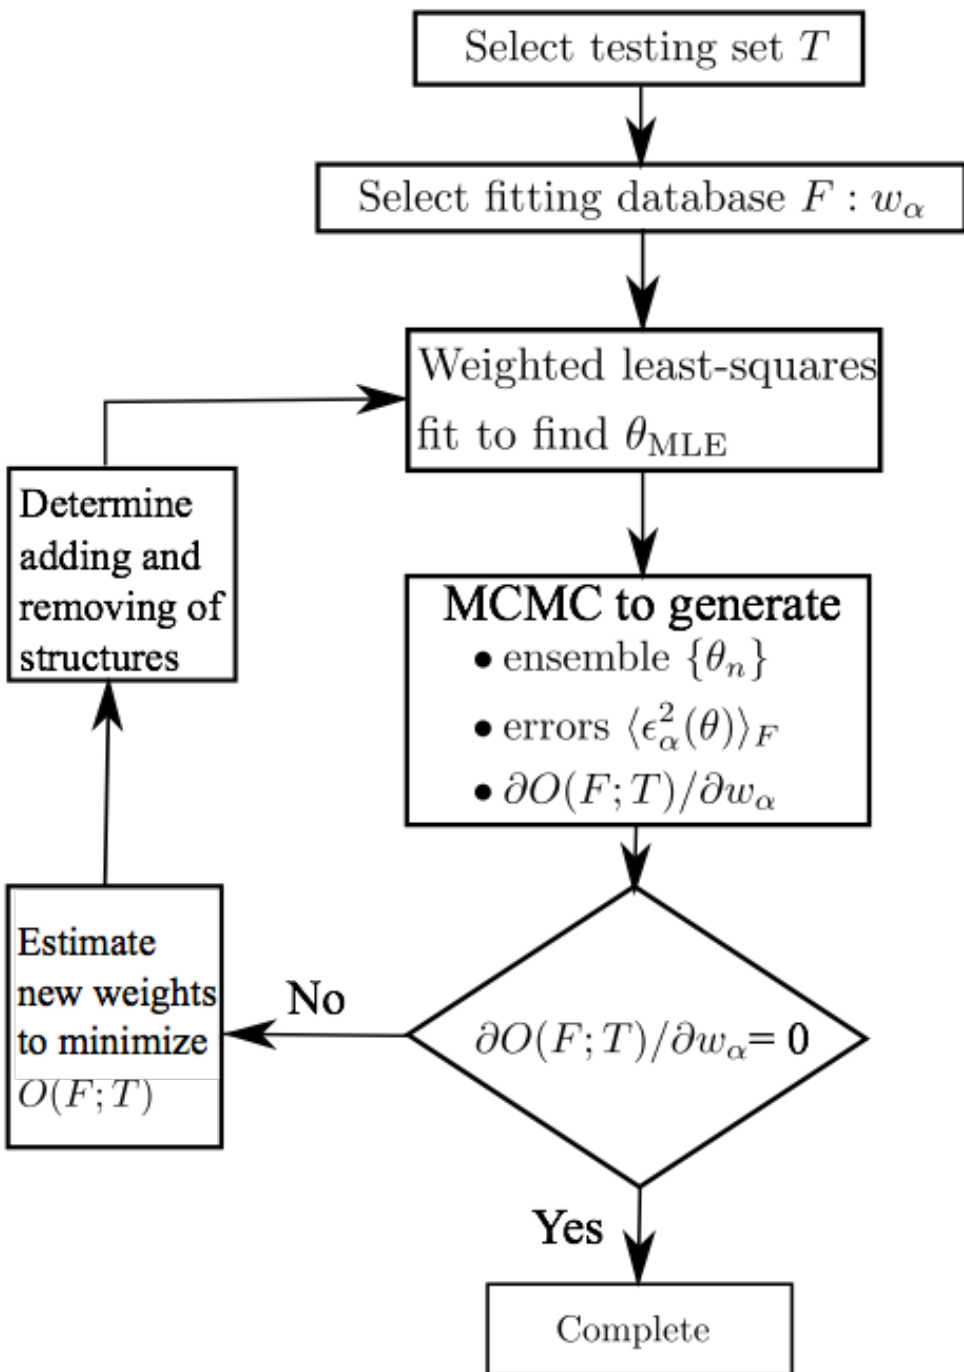 Select testing set T
Select fitting database F : w_α
Weighted least-squares
fit to find θ_MLE
MCMC to generate
• ensemble {θ_n}
• errors ⟨ϵ²_α(θ)⟩_F
• ∂O(F; T)/∂w_α
∂O(F; T)/∂w_α= 0
No
Estimate
new weights
to minimize
O(F; T)
Determine
adding and
removing of
structures
Yes
Complete